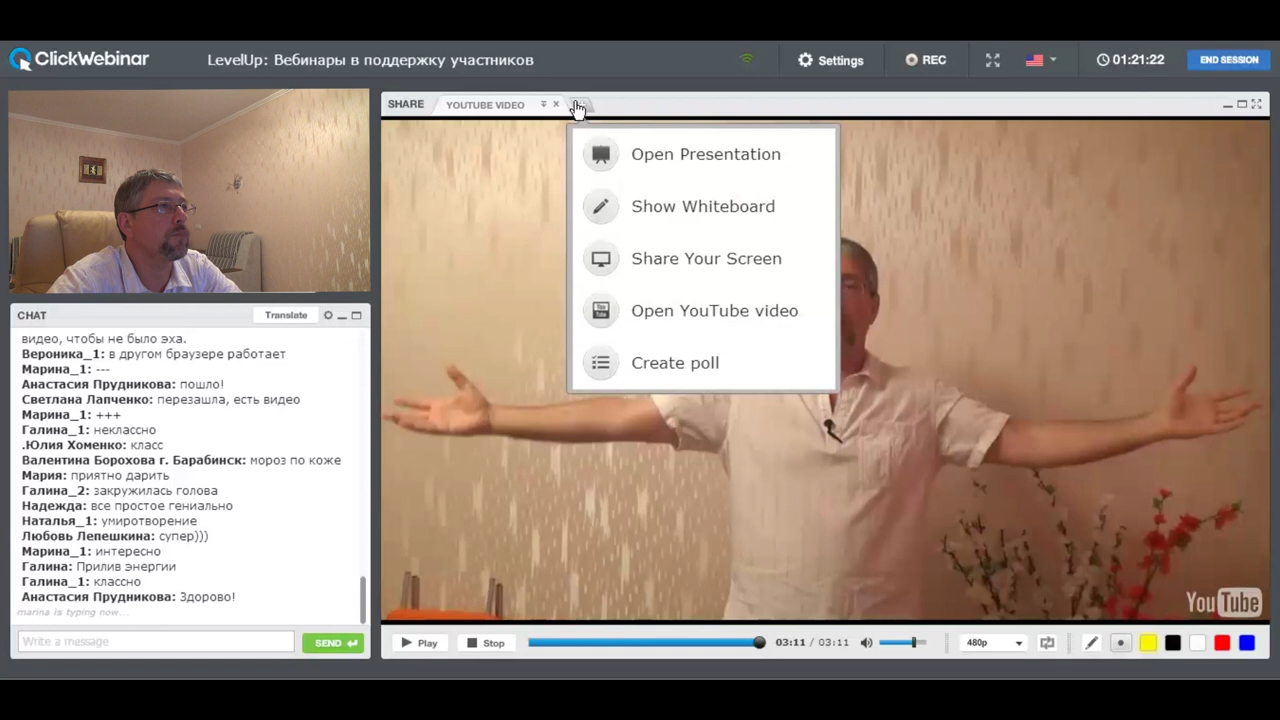 ClickWebinar
LevelUp: Вебинары в поддержку участников
Settings
REC
01:21:22
END SESSION
SHARE
YOUTUBE VIDEO
Open Presentation
Show Whiteboard
Share Your Screen
Open YouTube video
Create poll
CHAT
Translate
видео, чтобы не было эха.
Вероника_1: в другом браузере работает
Марина_1: ---
Анастасия Прудникова: пошло!
Светлана Лапченко: перезашла, есть видео
Марина_1: +++
Галина_1: неклассно
.Юлия Хоменко: класс
Валентина Борохова г. Барабинск: мороз по коже
Мария: приятно дарить
Галина_2: закружилась голова
Надежда: все простое гениально
Наталья_1: умиротворение
Любовь Лепешкина: супер)))
Марина_1: интересно
Галина: Прилив энергии
Галина_1: классно
Анастасия Прудникова: Здорово!
marina is typing now...
Write a message
SEND
YouTube
Play
Stop
03:11 / 03:11
480p